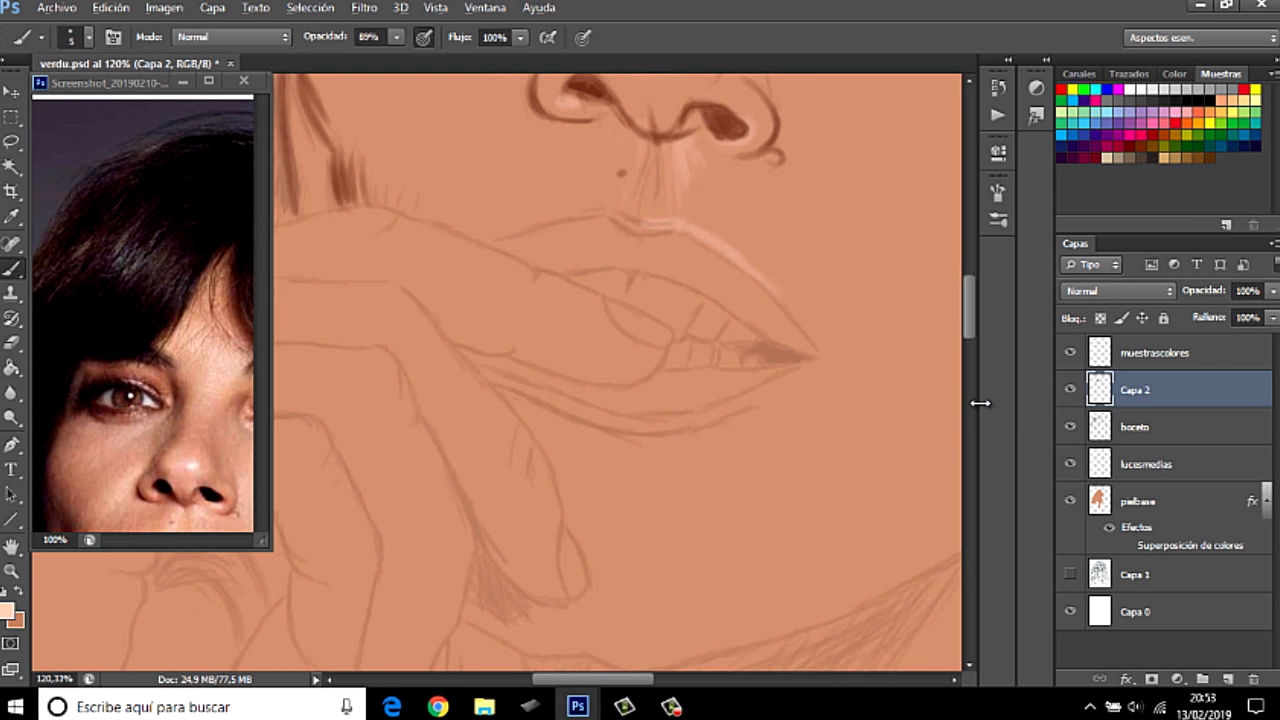 Ps Archivo Edición Imagen Capa Texto Selección Filtro 3D Vista Ventana Ayuda
5 Modo: Normal Opacidad: 89% Flujo: 100% Aspectos esen.
verdu.psd al 120% (Capa 2, RGB/8) *
Screenshot_20190210-...
Canales Trazados Color Muestras
Capas
Tipo
Normal Opacidad: 100%
Bloq.: Relleno: 100%
muestrascolores
Capa 2
boceto
lucesmedias
pielbase fx
Efectos
Superposición de colores
Capa 1
Capa 0
100%
120,33% Doc: 24,9 MB/77,5 MB
Escribe aquí para buscar
20:53
13/02/2019